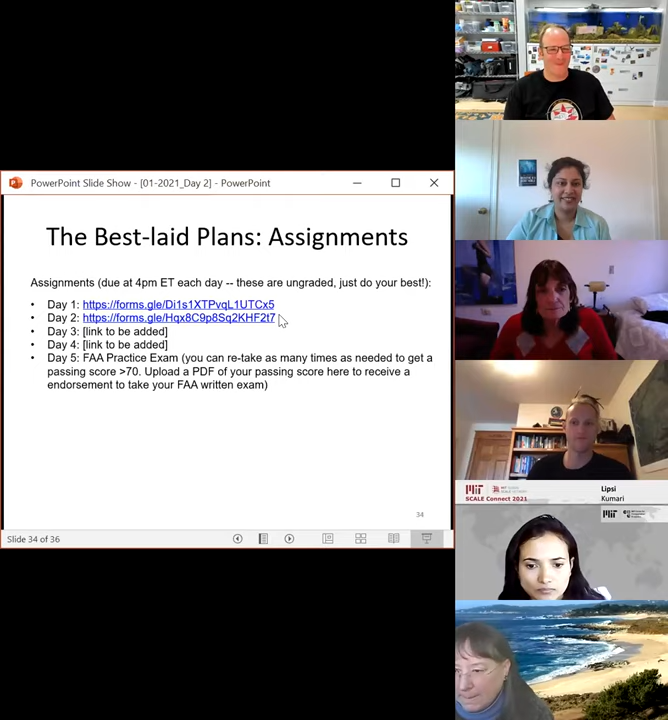 PowerPoint Slide Show - [01-2021_Day 2] - PowerPoint
The Best-laid Plans: Assignments
Assignments (due at 4pm ET each day -- these are ungraded, just do your best!):
• Day 1: https://forms.gle/Di1s1XTPvqL1UTCx5
• Day 2: https://forms.gle/Hqx8C9p8Sq2KHF2t7
• Day 3: [link to be added]
• Day 4: [link to be added]
• Day 5: FAA Practice Exam (you can re-take as many times as needed to get a
passing score >70. Upload a PDF of your passing score here to receive a
endorsement to take your FAA written exam)
34
Slide 34 of 36
MIT
SCALE Connect 2021
Lipsi
Kumari
MIT